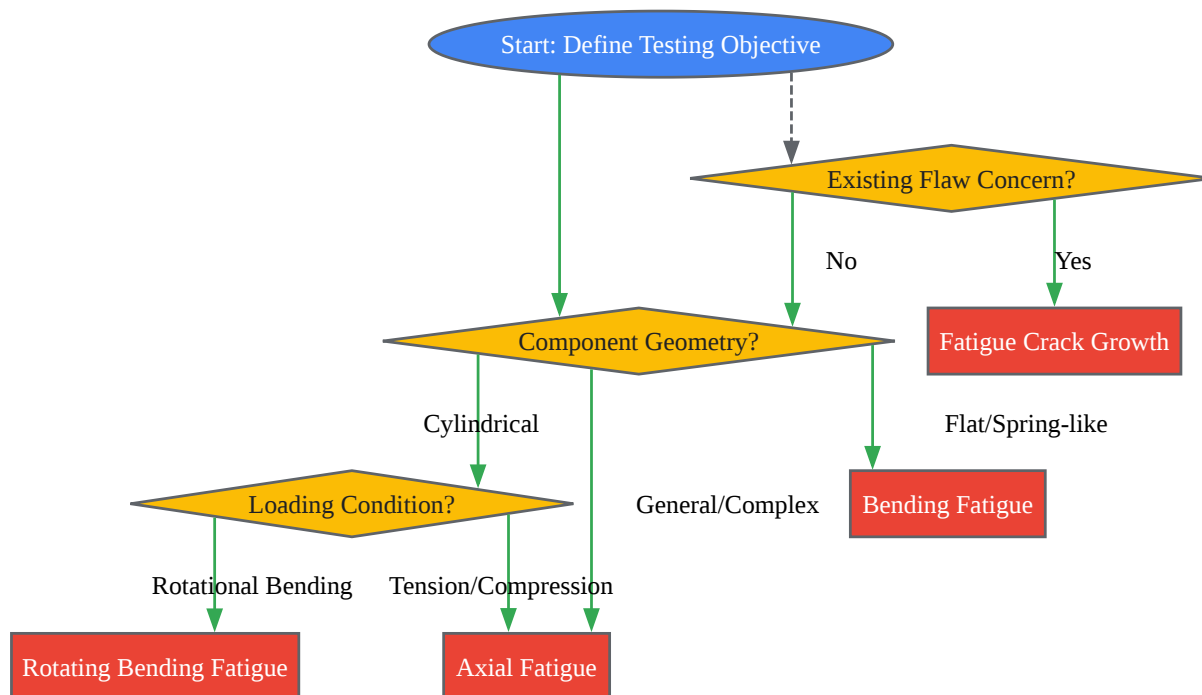 Start: Define Testing Objective
Existing Flaw Concern?
No
Yes
Component Geometry?
Fatigue Crack Growth
Cylindrical
Flat/Spring-like
Loading Condition?
General/Complex
Bending Fatigue
Rotational Bending
Tension/Compression
Rotating Bending Fatigue
Axial Fatigue